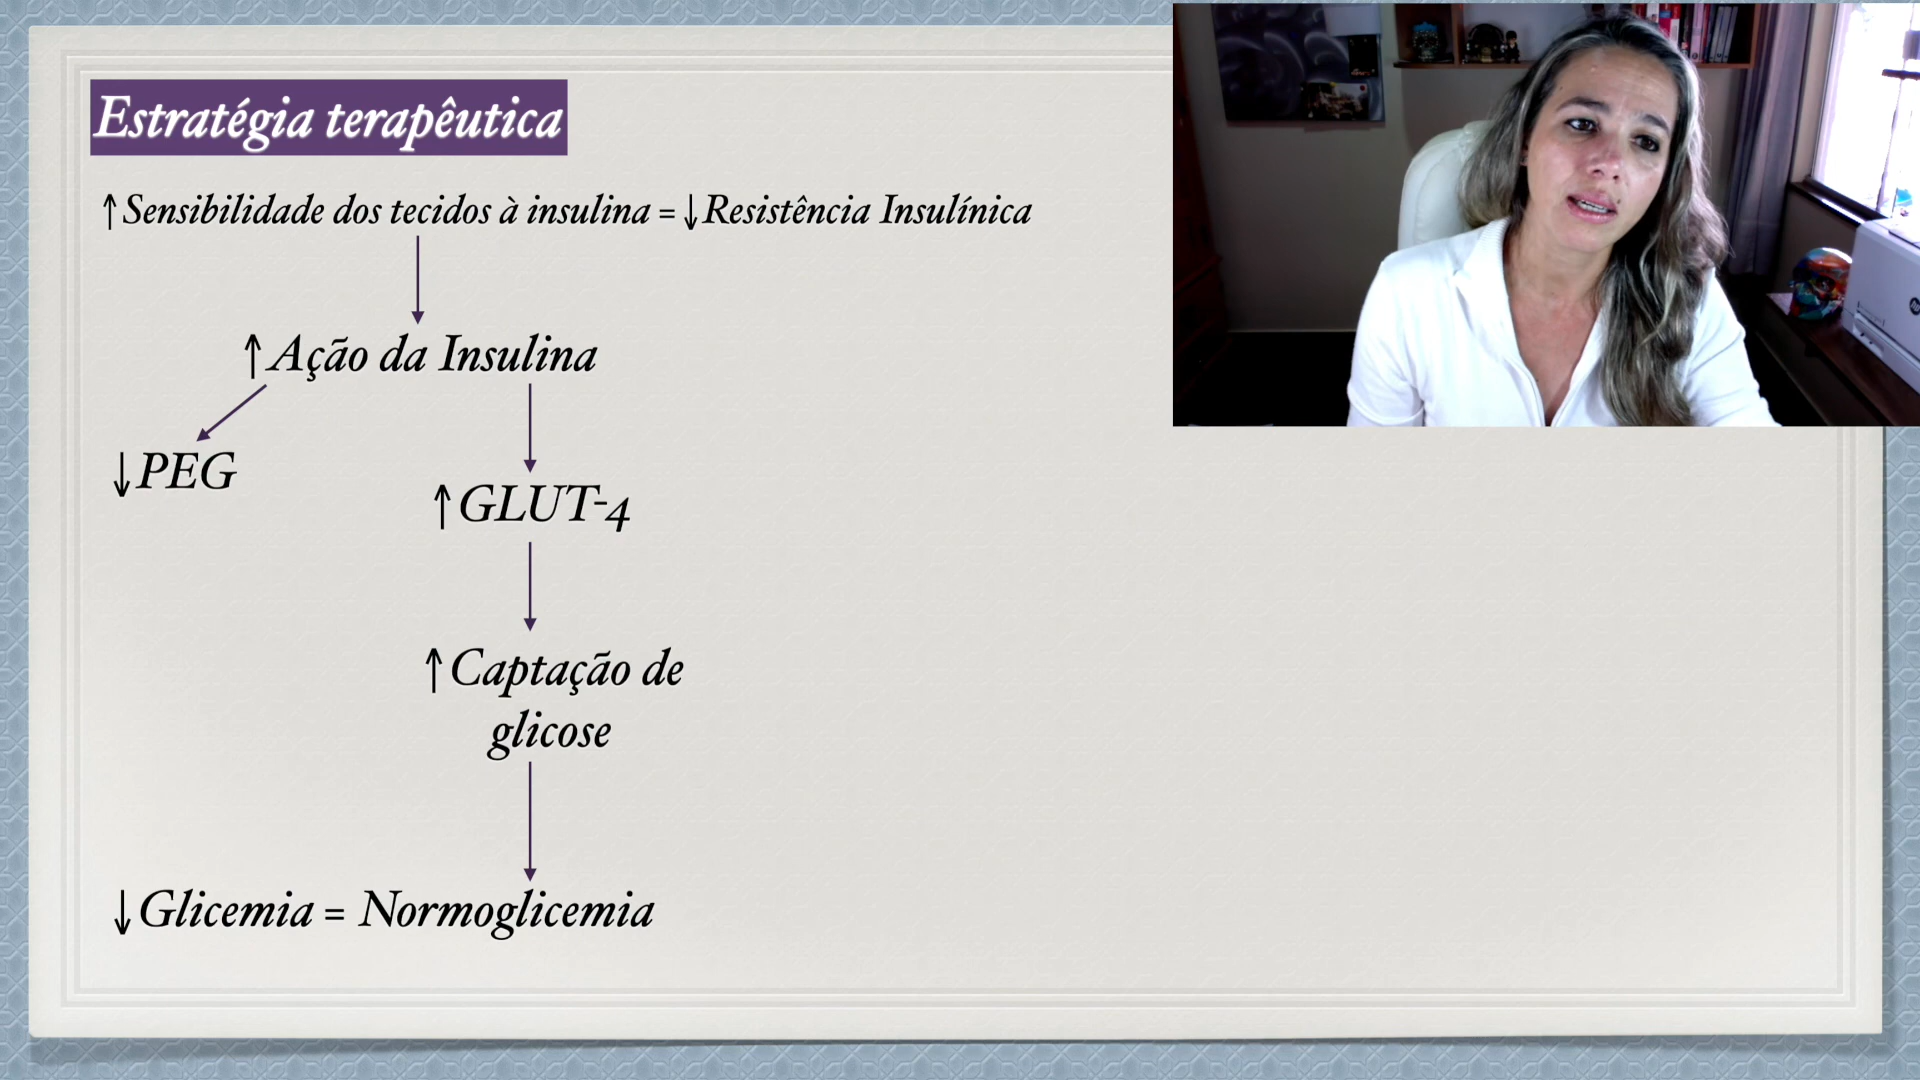 Estratégia terapêutica
↑Sensibilidade dos tecidos à insulina = ↓Resistência Insulínica
↑Ação da Insulina
↓PEG
↑GLUT-4
↑Captação de
glicose
↓Glicemia = Normoglicemia